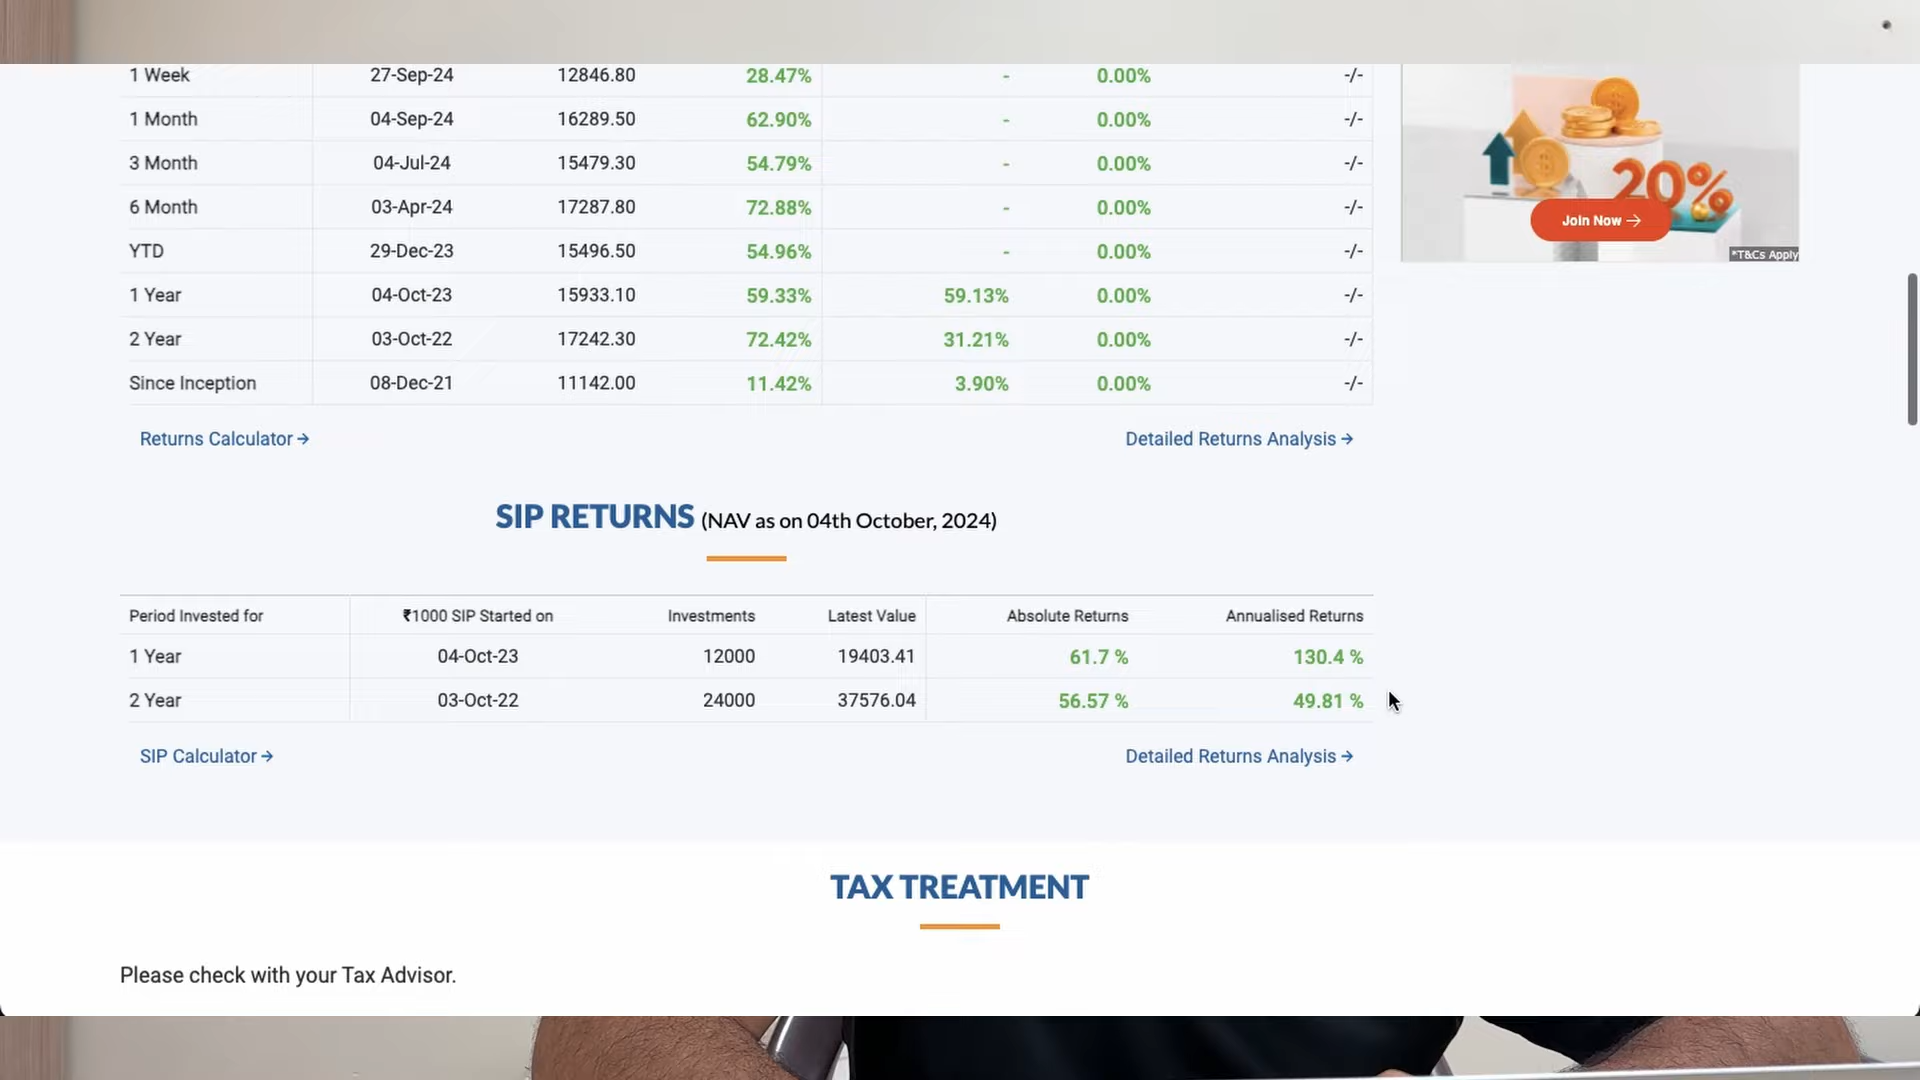 1 Week 27-Sep-24 12846.80 28.47% - 0.00% -/-
1 Month 04-Sep-24 16289.50 62.90% - 0.00% -/-
3 Month 04-Jul-24 15479.30 54.79% - 0.00% -/-
6 Month 03-Apr-24 17287.80 72.88% - 0.00% -/-
YTD 29-Dec-23 15496.50 54.96% - 0.00% -/-
1 Year 04-Oct-23 15933.10 59.33% 59.13% 0.00% -/-
2 Year 03-Oct-22 17242.30 72.42% 31.21% 0.00% -/-
Since Inception 08-Dec-21 11142.00 11.42% 3.90% 0.00% -/-
20%
Join Now →
*T&Cs Apply
Returns Calculator →
Detailed Returns Analysis →
SIP RETURNS (NAV as on 04th October, 2024)
Period Invested for ₹1000 SIP Started on Investments Latest Value Absolute Returns Annualised Returns
1 Year 04-Oct-23 12000 19403.41 61.7 % 130.4 %
2 Year 03-Oct-22 24000 37576.04 56.57 % 49.81 %
SIP Calculator →
Detailed Returns Analysis →
TAX TREATMENT
Please check with your Tax Advisor.